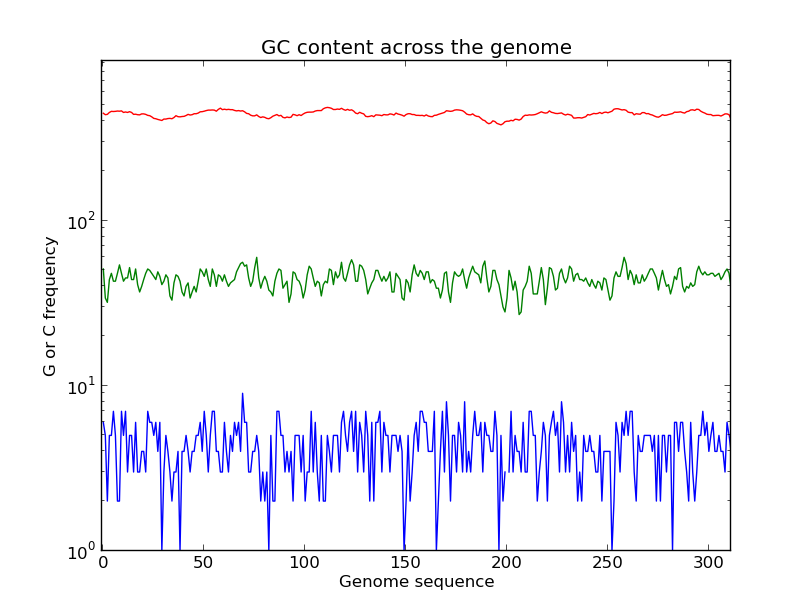 GC content across the genome
G or C frequency
10^2
10^1
10^0
0 50 100 150 200 250 300
Genome sequence